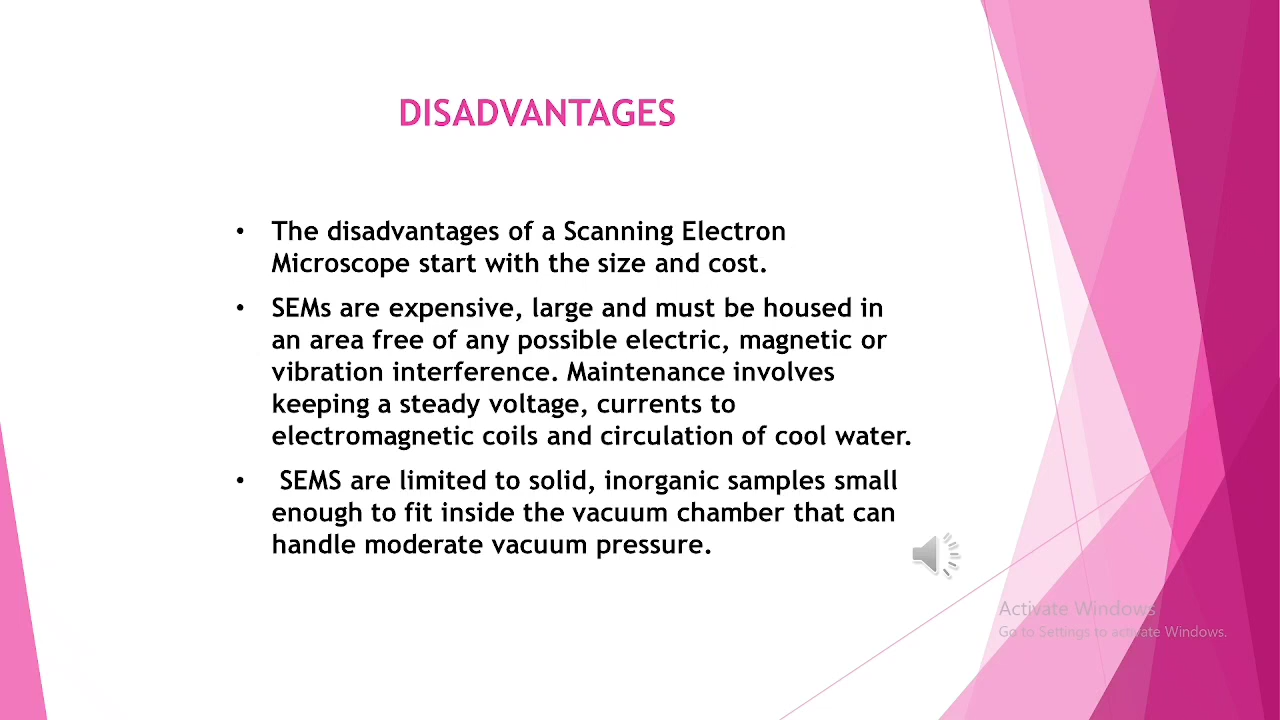 DISADVANTAGES
• The disadvantages of a Scanning Electron
Microscope start with the size and cost.
• SEMs are expensive, large and must be housed in
an area free of any possible electric, magnetic or
vibration interference. Maintenance involves
keeping a steady voltage, currents to
electromagnetic coils and circulation of cool water.
• SEMS are limited to solid, inorganic samples small
enough to fit inside the vacuum chamber that can
handle moderate vacuum pressure.
Activate Windows
Go to Settings to activate Windows.